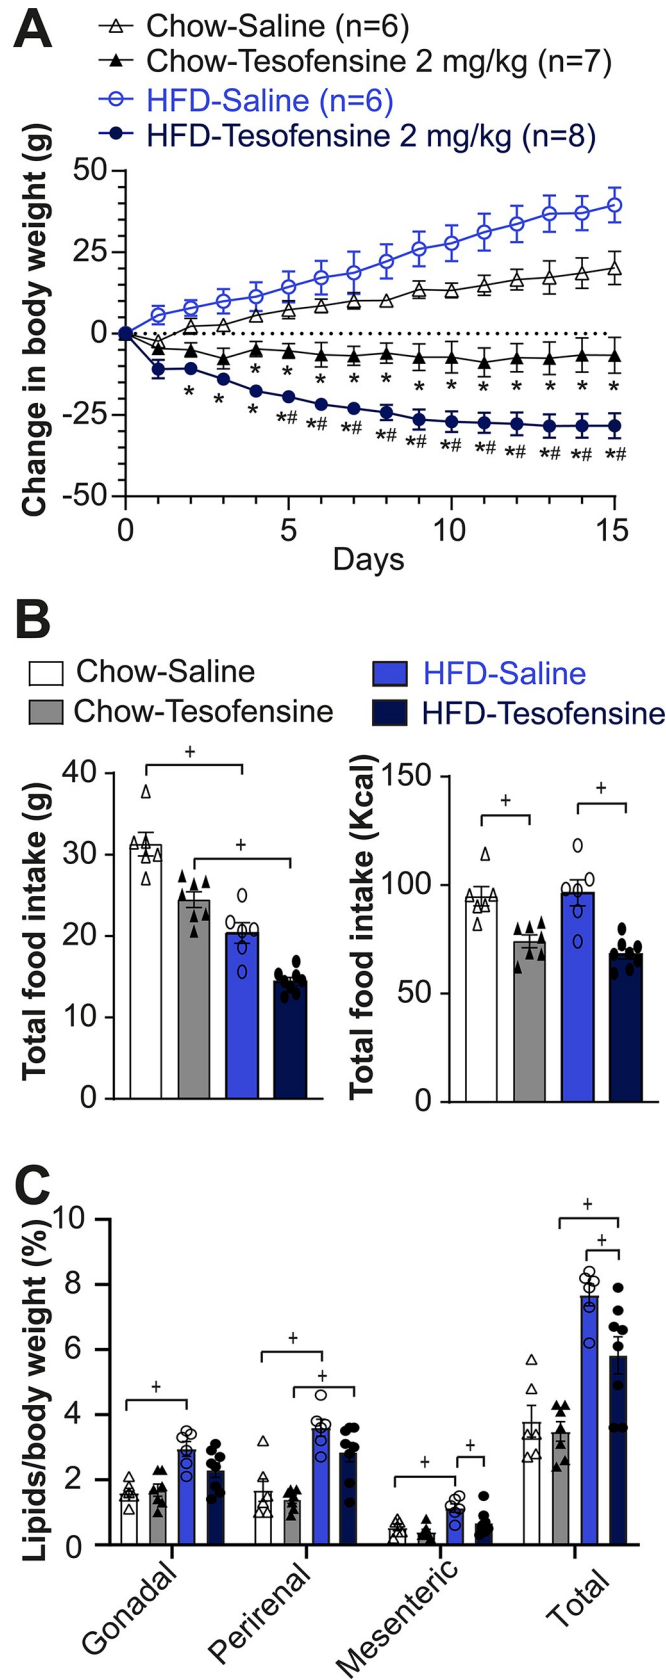 A
Chow-Saline (n=6)
Chow-Tesofensine 2 mg/kg (n=7)
HFD-Saline (n=6)
HFD-Tesofensine 2 mg/kg (n=8)
Change in body weight (g)
50
25
0
-25
-50
* * * *# *# *# *# *# *# *# *# *# *# *#
* * * * * * * * * * * *
0 5 10 15
Days
B
Chow-Saline
HFD-Saline
Chow-Tesofensine
HFD-Tesofensine
Total food intake (g)
40
30
20
10
0
+
+
Total food intake (Kcal)
150
100
50
0
+
+
C
Lipids/body weight (%)
10
8
6
4
2
0
+
+
+
+
+
+
+
Gonadal
Perirenal
Mesenteric
Total